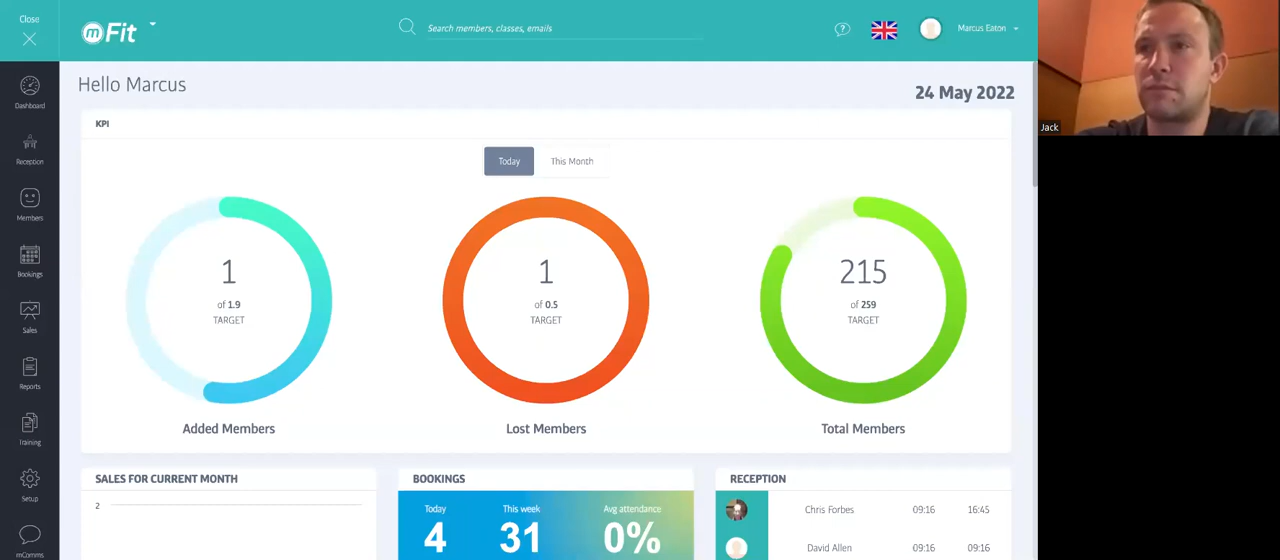 Close
mFit
Search members, classes, emails
?
Marcus Eaton
Jack
Dashboard
Reception
Members
Bookings
Sales
Reports
Training
Setup
mComms
Hello Marcus
24 May 2022
KPI
Today
This Month
1
of 1.9
TARGET
Added Members
1
of 0.5
TARGET
Lost Members
215
of 259
TARGET
Total Members
SALES FOR CURRENT MONTH
2
BOOKINGS
Today
This week
Avg attendance
4
31
0%
RECEPTION
Chris Forbes 09:16 16:45
David Allen 09:16 09:16